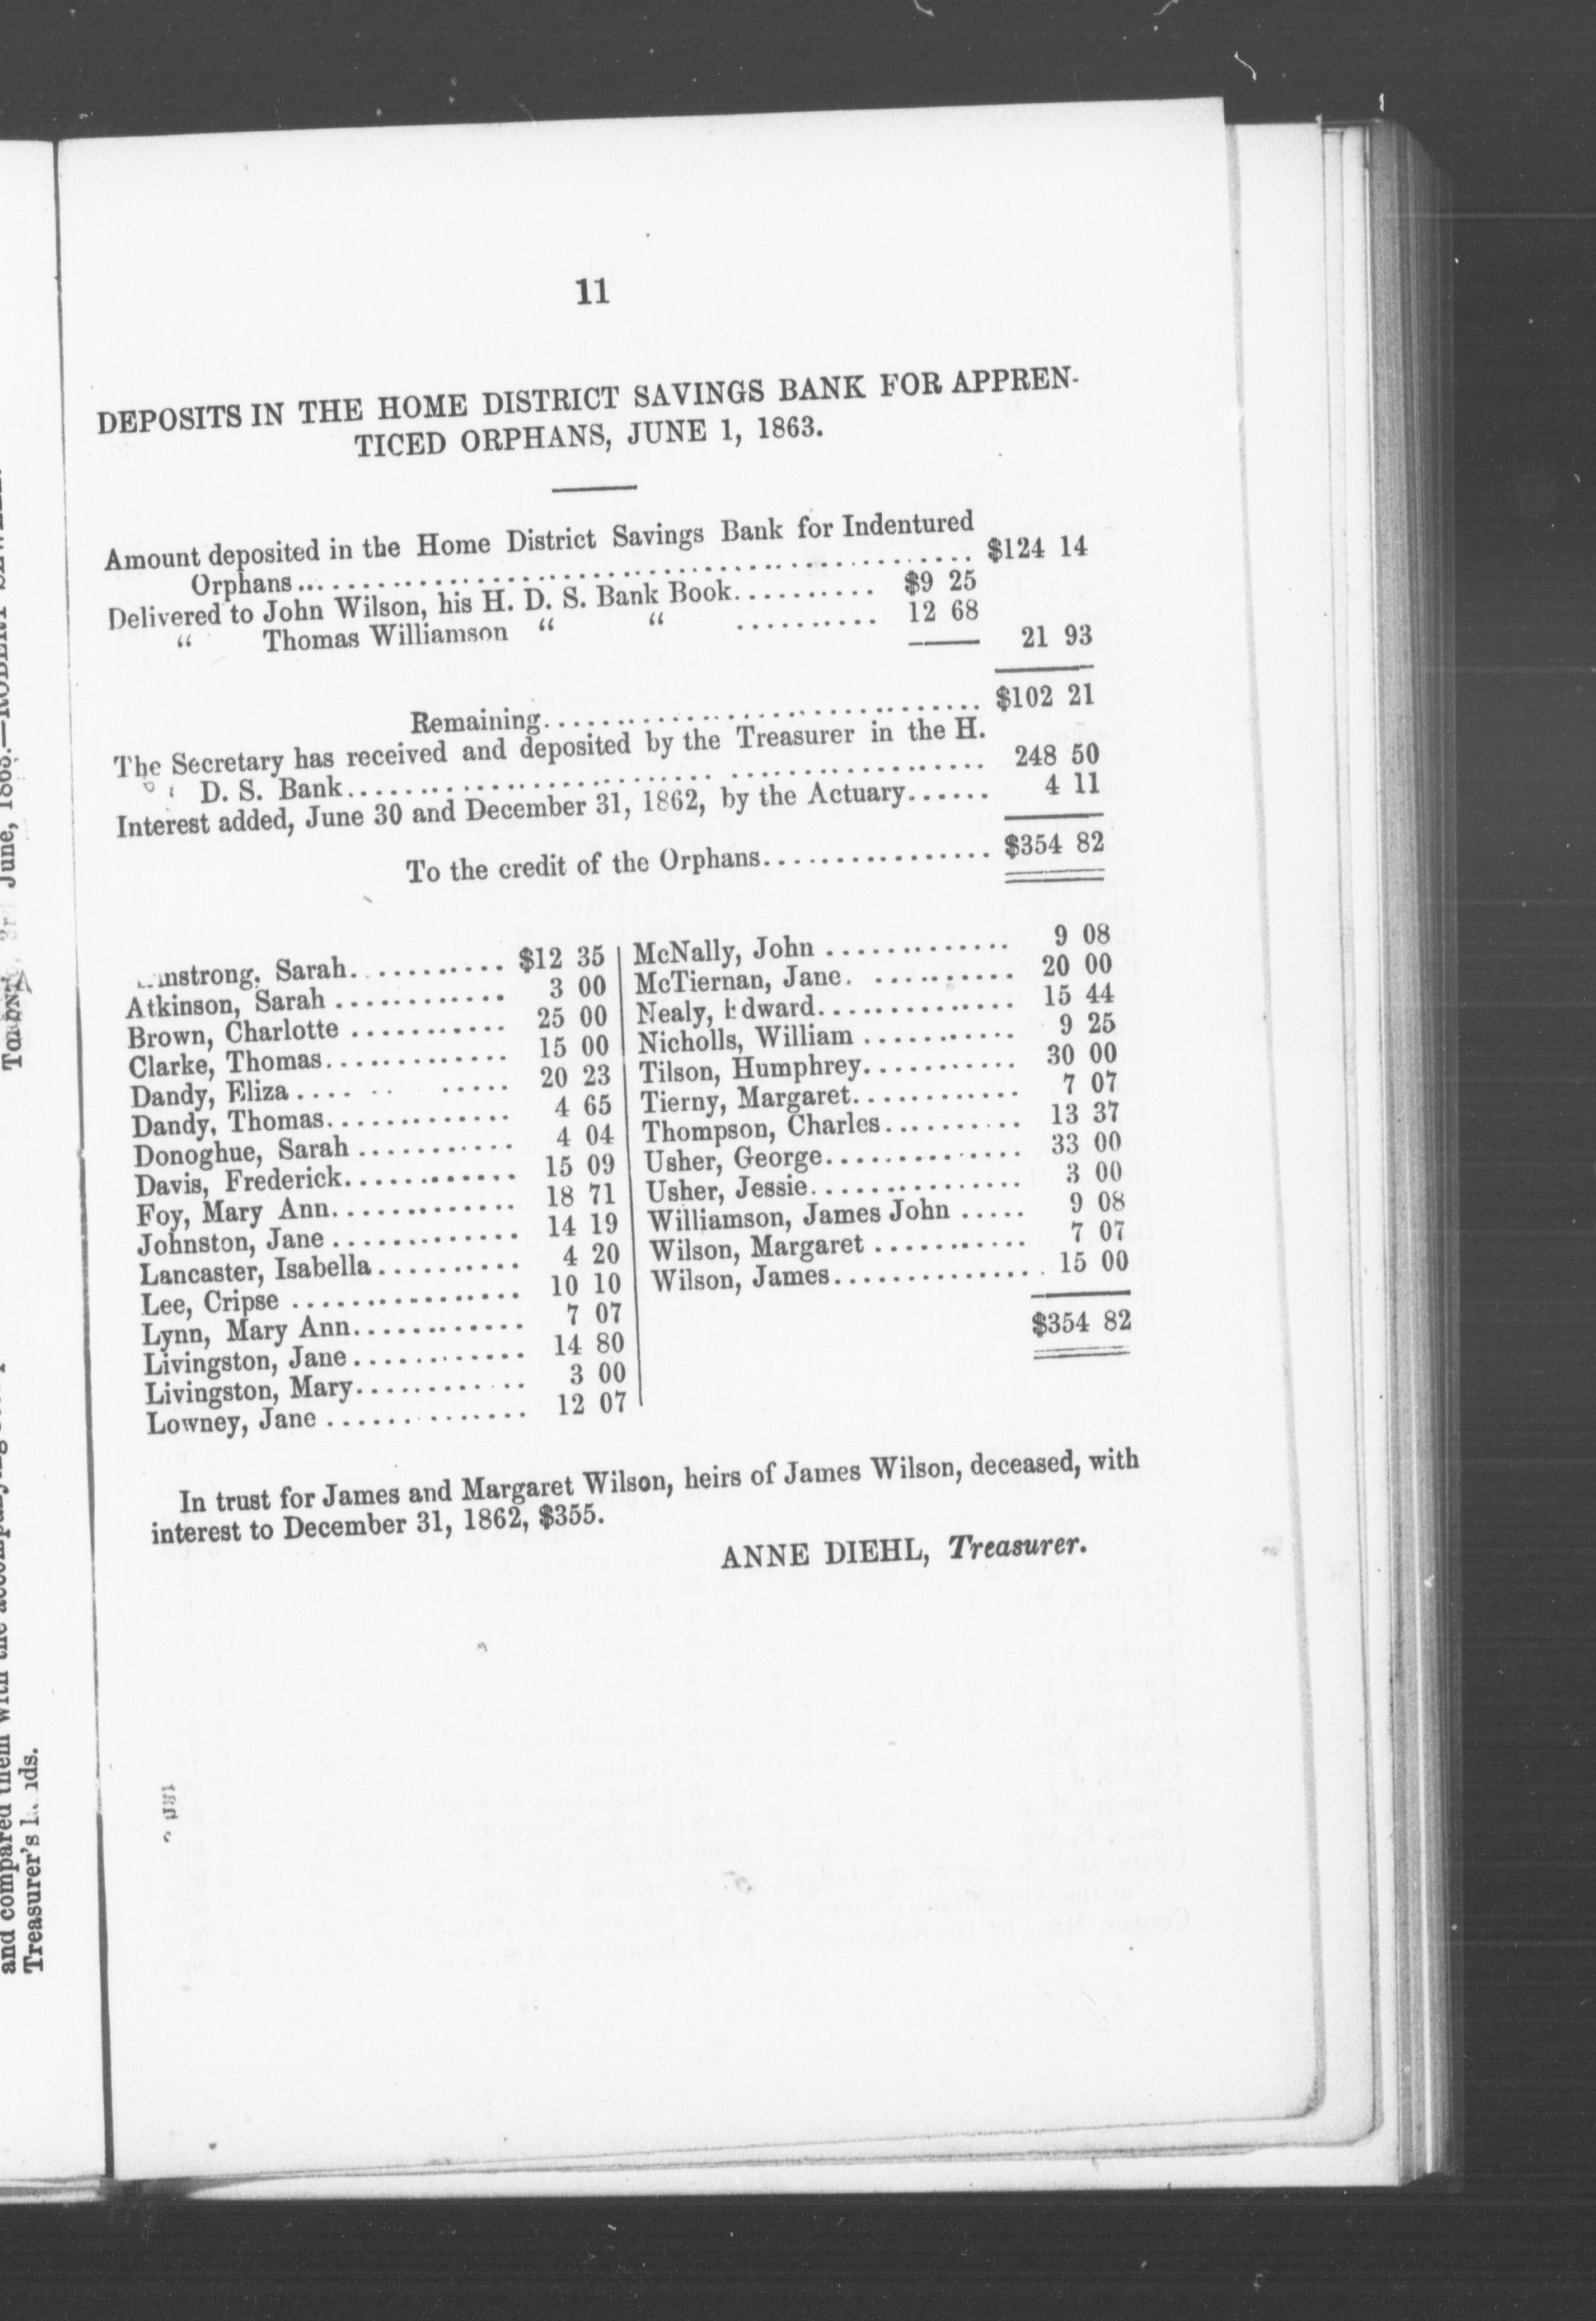 11
DEPOSITS IN THE HOME DISTRICT SAVINGS BANK FOR APPREN-
TICED ORPHANS, JUNE 1, 1863.
Amount deposited in the Home District Savings Bank for Indentured
Orphans............ $124 14
Delivered to John Wilson, his H. D. S. Bank Book.......... $9 25
“ Thomas Williamson “ “ .......... 12 68
21 93
Remaining............ $102 21
The Secretary has received and deposited by the Treasurer in the H.
D. S. Bank............ 248 50
Interest added, June 30 and December 31, 1862, by the Actuary...... 4 11
To the credit of the Orphans................ $354 82
Sarah........... $12 35
Atkinson, Sarah ............ 3 00
Brown, Charlotte ........... 25 00
Clarke, Thomas............. 15 00
Dandy, Eliza........... 20 23
Dandy, Thomas............. 4 65
Donoghue, Sarah ........... 4 04
Davis, Frederick............ 15 09
Foy, Mary Ann............. 18 71
Johnston, Jane ............. 14 19
Lancaster, Isabella.......... 4 20
Lee, Cripse ................ 10 10
Lynn, Mary Ann............ 7 07
Livingston, Jane............ 14 80
Livingston, Mary............ 3 00
Lowney, Jane .............. 12 07
McNally, John ............. 9 08
McTiernan, Jane........... 20 00
Nealy, Edward.............. 15 44
Nicholls, William ........... 9 25
Tilson, Humphrey........... 30 00
Tierny, Margaret............ 7 07
Thompson, Charles.......... 13 37
Usher, George.............. 33 00
Usher, Jessie............... 3 00
Williamson, James John ..... 9 08
Wilson, Margaret ........... 7 07
Wilson, James............... 15 00
$354 82
In trust for James and Margaret Wilson, heirs of James Wilson, deceased, with
interest to December 31, 1862, $355.
ANNE DIEHL, Treasurer.
June, 1863.—ROBERT
and compared them with the
Treasurer's